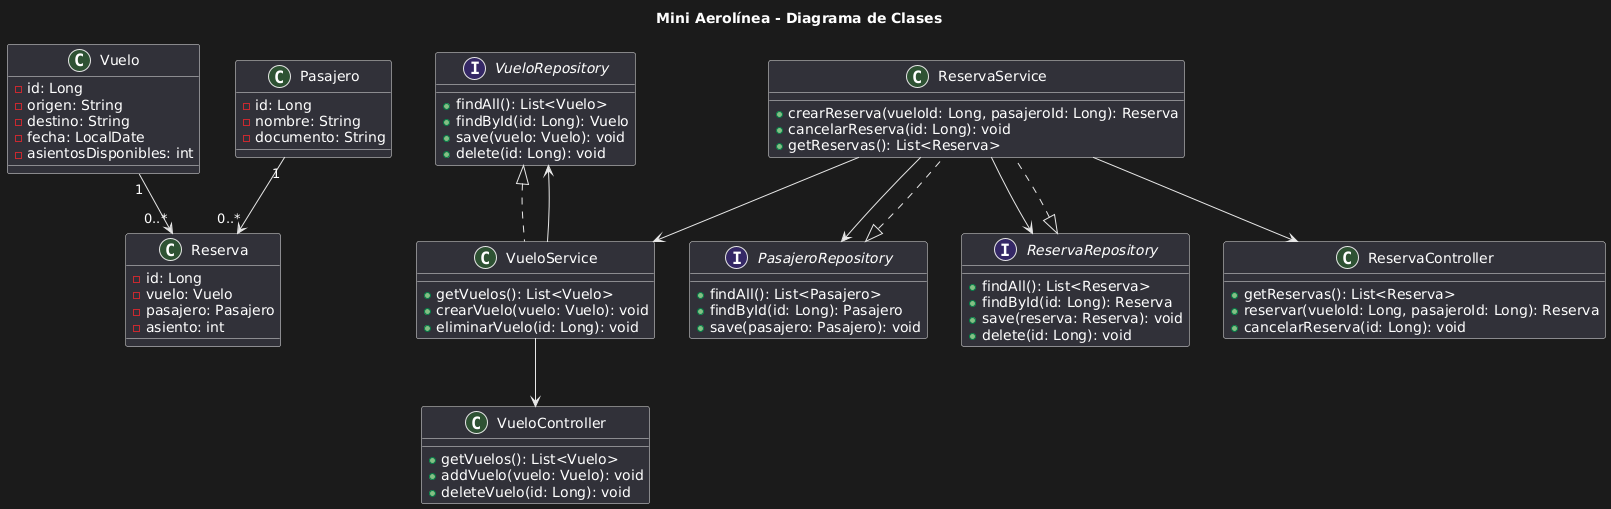 Mini Aerolínea - Diagrama de Clases
C Vuelo
id: Long
origen: String
destino: String
fecha: LocalDate
asientosDisponibles: int
C Pasajero
id: Long
nombre: String
documento: String
I VueloRepository
findAll(): List<Vuelo>
findById(id: Long): Vuelo
save(vuelo: Vuelo): void
delete(id: Long): void
C ReservaService
crearReserva(vueloId: Long, pasajeroId: Long): Reserva
cancelarReserva(id: Long): void
getReservas(): List<Reserva>
1
0..*
1
0..*
C Reserva
id: Long
vuelo: Vuelo
pasajero: Pasajero
asiento: int
C VueloService
getVuelos(): List<Vuelo>
crearVuelo(vuelo: Vuelo): void
eliminarVuelo(id: Long): void
I PasajeroRepository
findAll(): List<Pasajero>
findById(id: Long): Pasajero
save(pasajero: Pasajero): void
I ReservaRepository
findAll(): List<Reserva>
findById(id: Long): Reserva
save(reserva: Reserva): void
delete(id: Long): void
C ReservaController
getReservas(): List<Reserva>
reservar(vueloId: Long, pasajeroId: Long): Reserva
cancelarReserva(id: Long): void
C VueloController
getVuelos(): List<Vuelo>
addVuelo(vuelo: Vuelo): void
deleteVuelo(id: Long): void